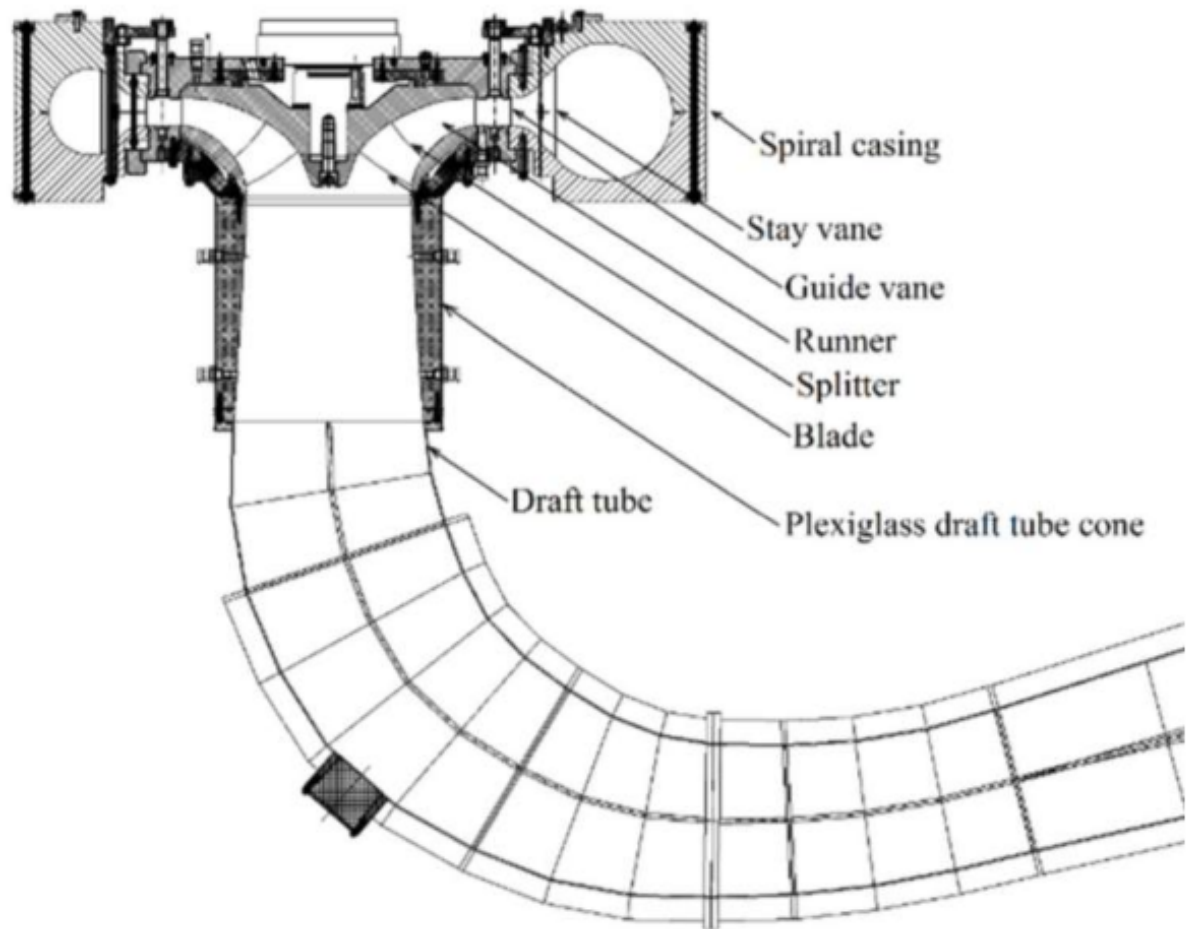 Spiral casing
Stay vane
Guide vane
Runner
Splitter
Blade
Draft tube
Plexiglass draft tube cone